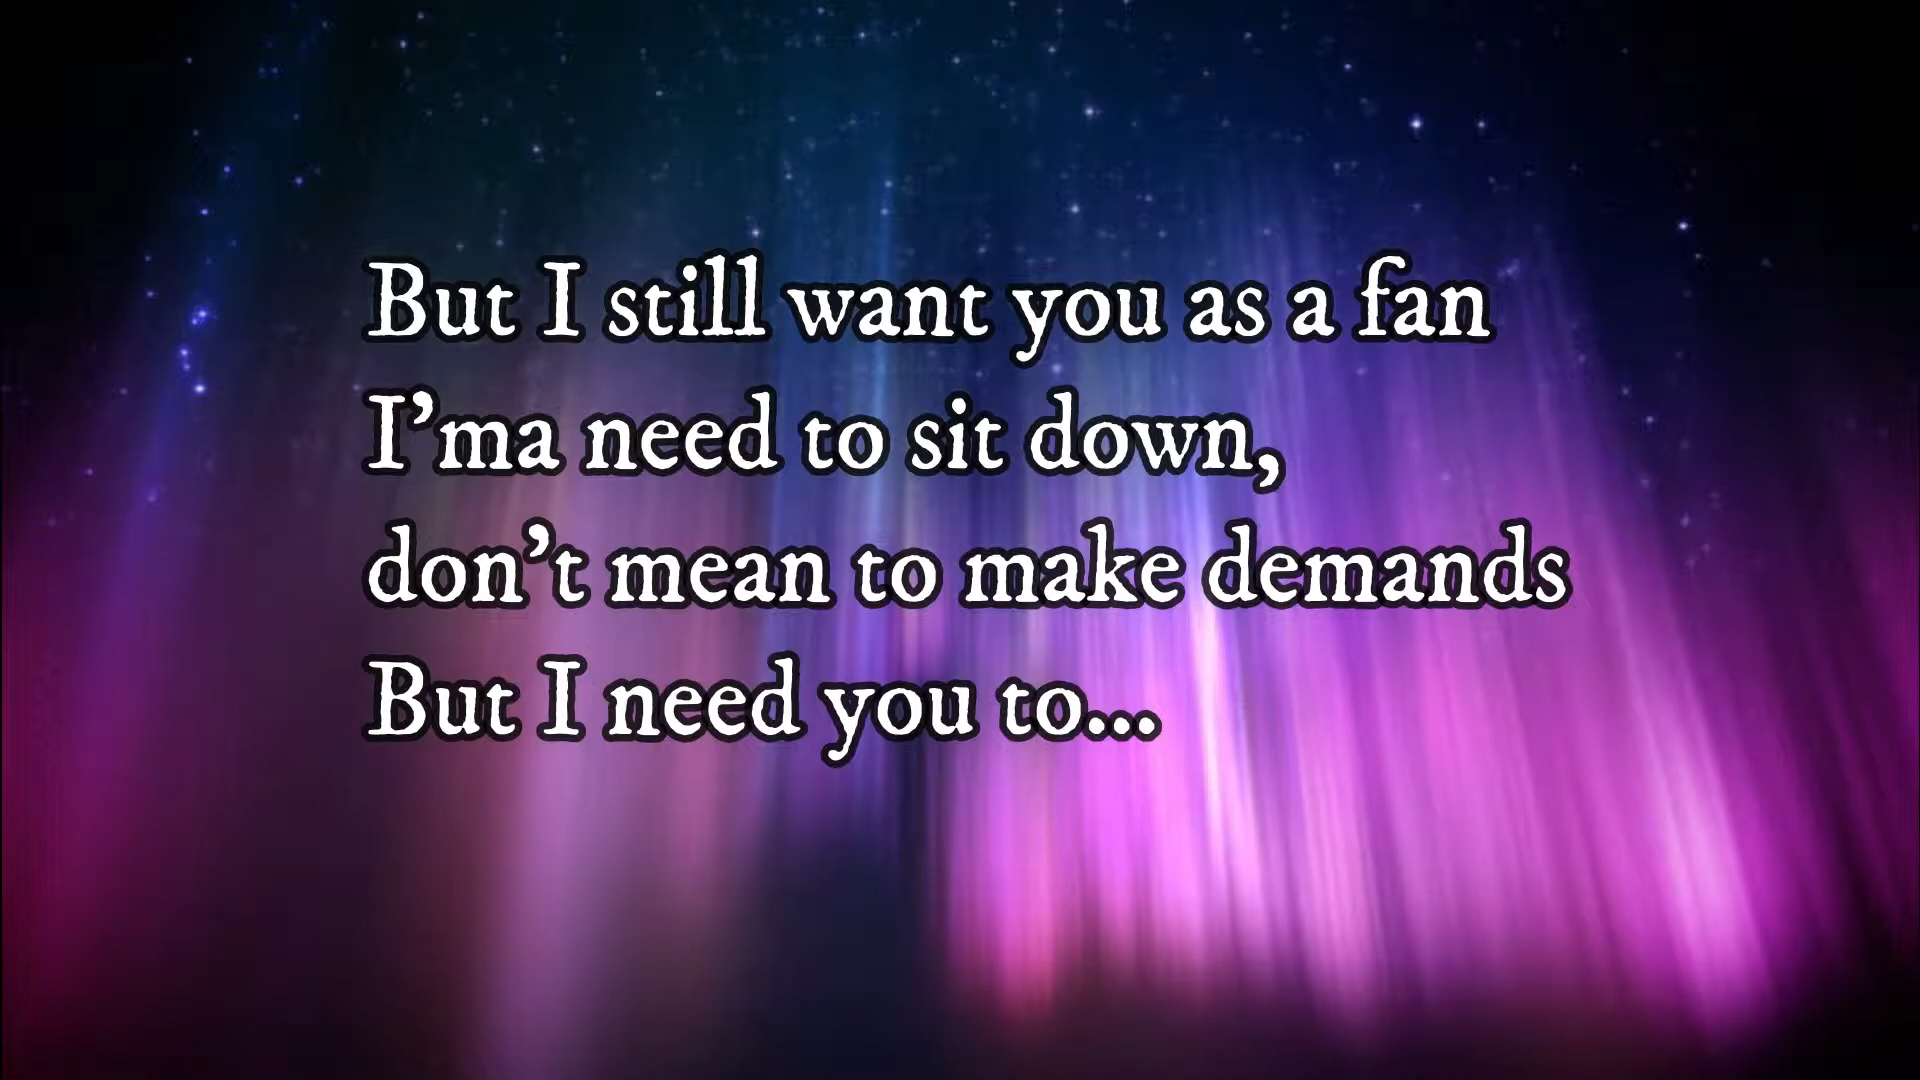 But I still want you as a fan
I’ma need to sit down,
don’t mean to make demands
But I need you to...